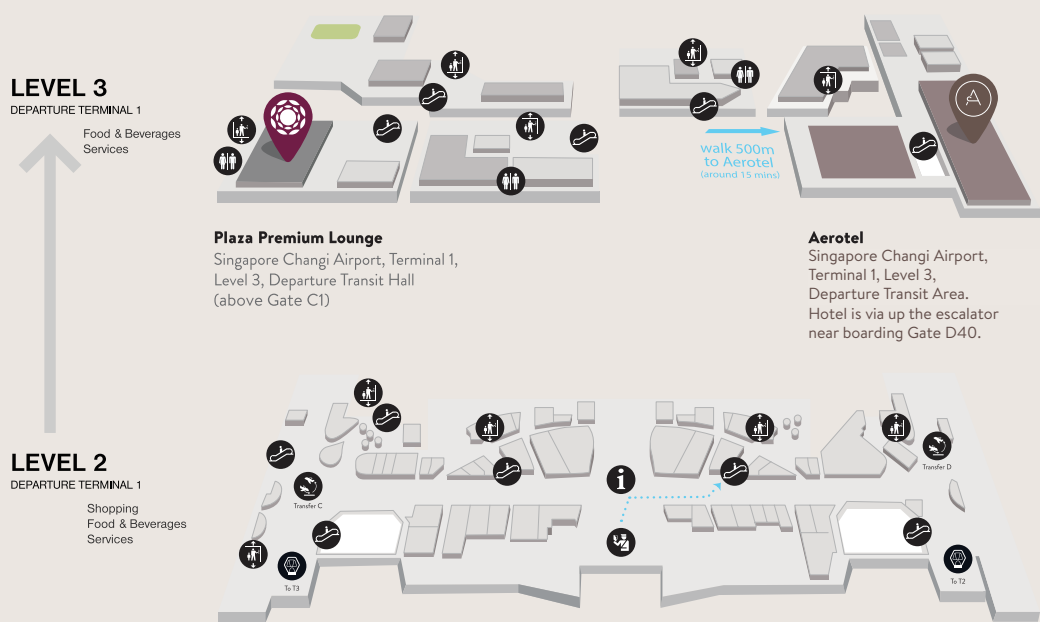 LEVEL 3
DEPARTURE TERMINAL 1
Food & Beverages
Services
walk 500m
to Aerotel
(around 15 mins)
A
Plaza Premium Lounge
Singapore Changi Airport, Terminal 1,
Level 3, Departure Transit Hall
(above Gate C1)
Aerotel
Singapore Changi Airport,
Terminal 1, Level 3,
Departure Transit Area.
Hotel is via up the escalator
near boarding Gate D40.
LEVEL 2
DEPARTURE TERMINAL 1
Shopping
Food & Beverages
Services
Transfer C
To T3
i
Transfer D
To T2